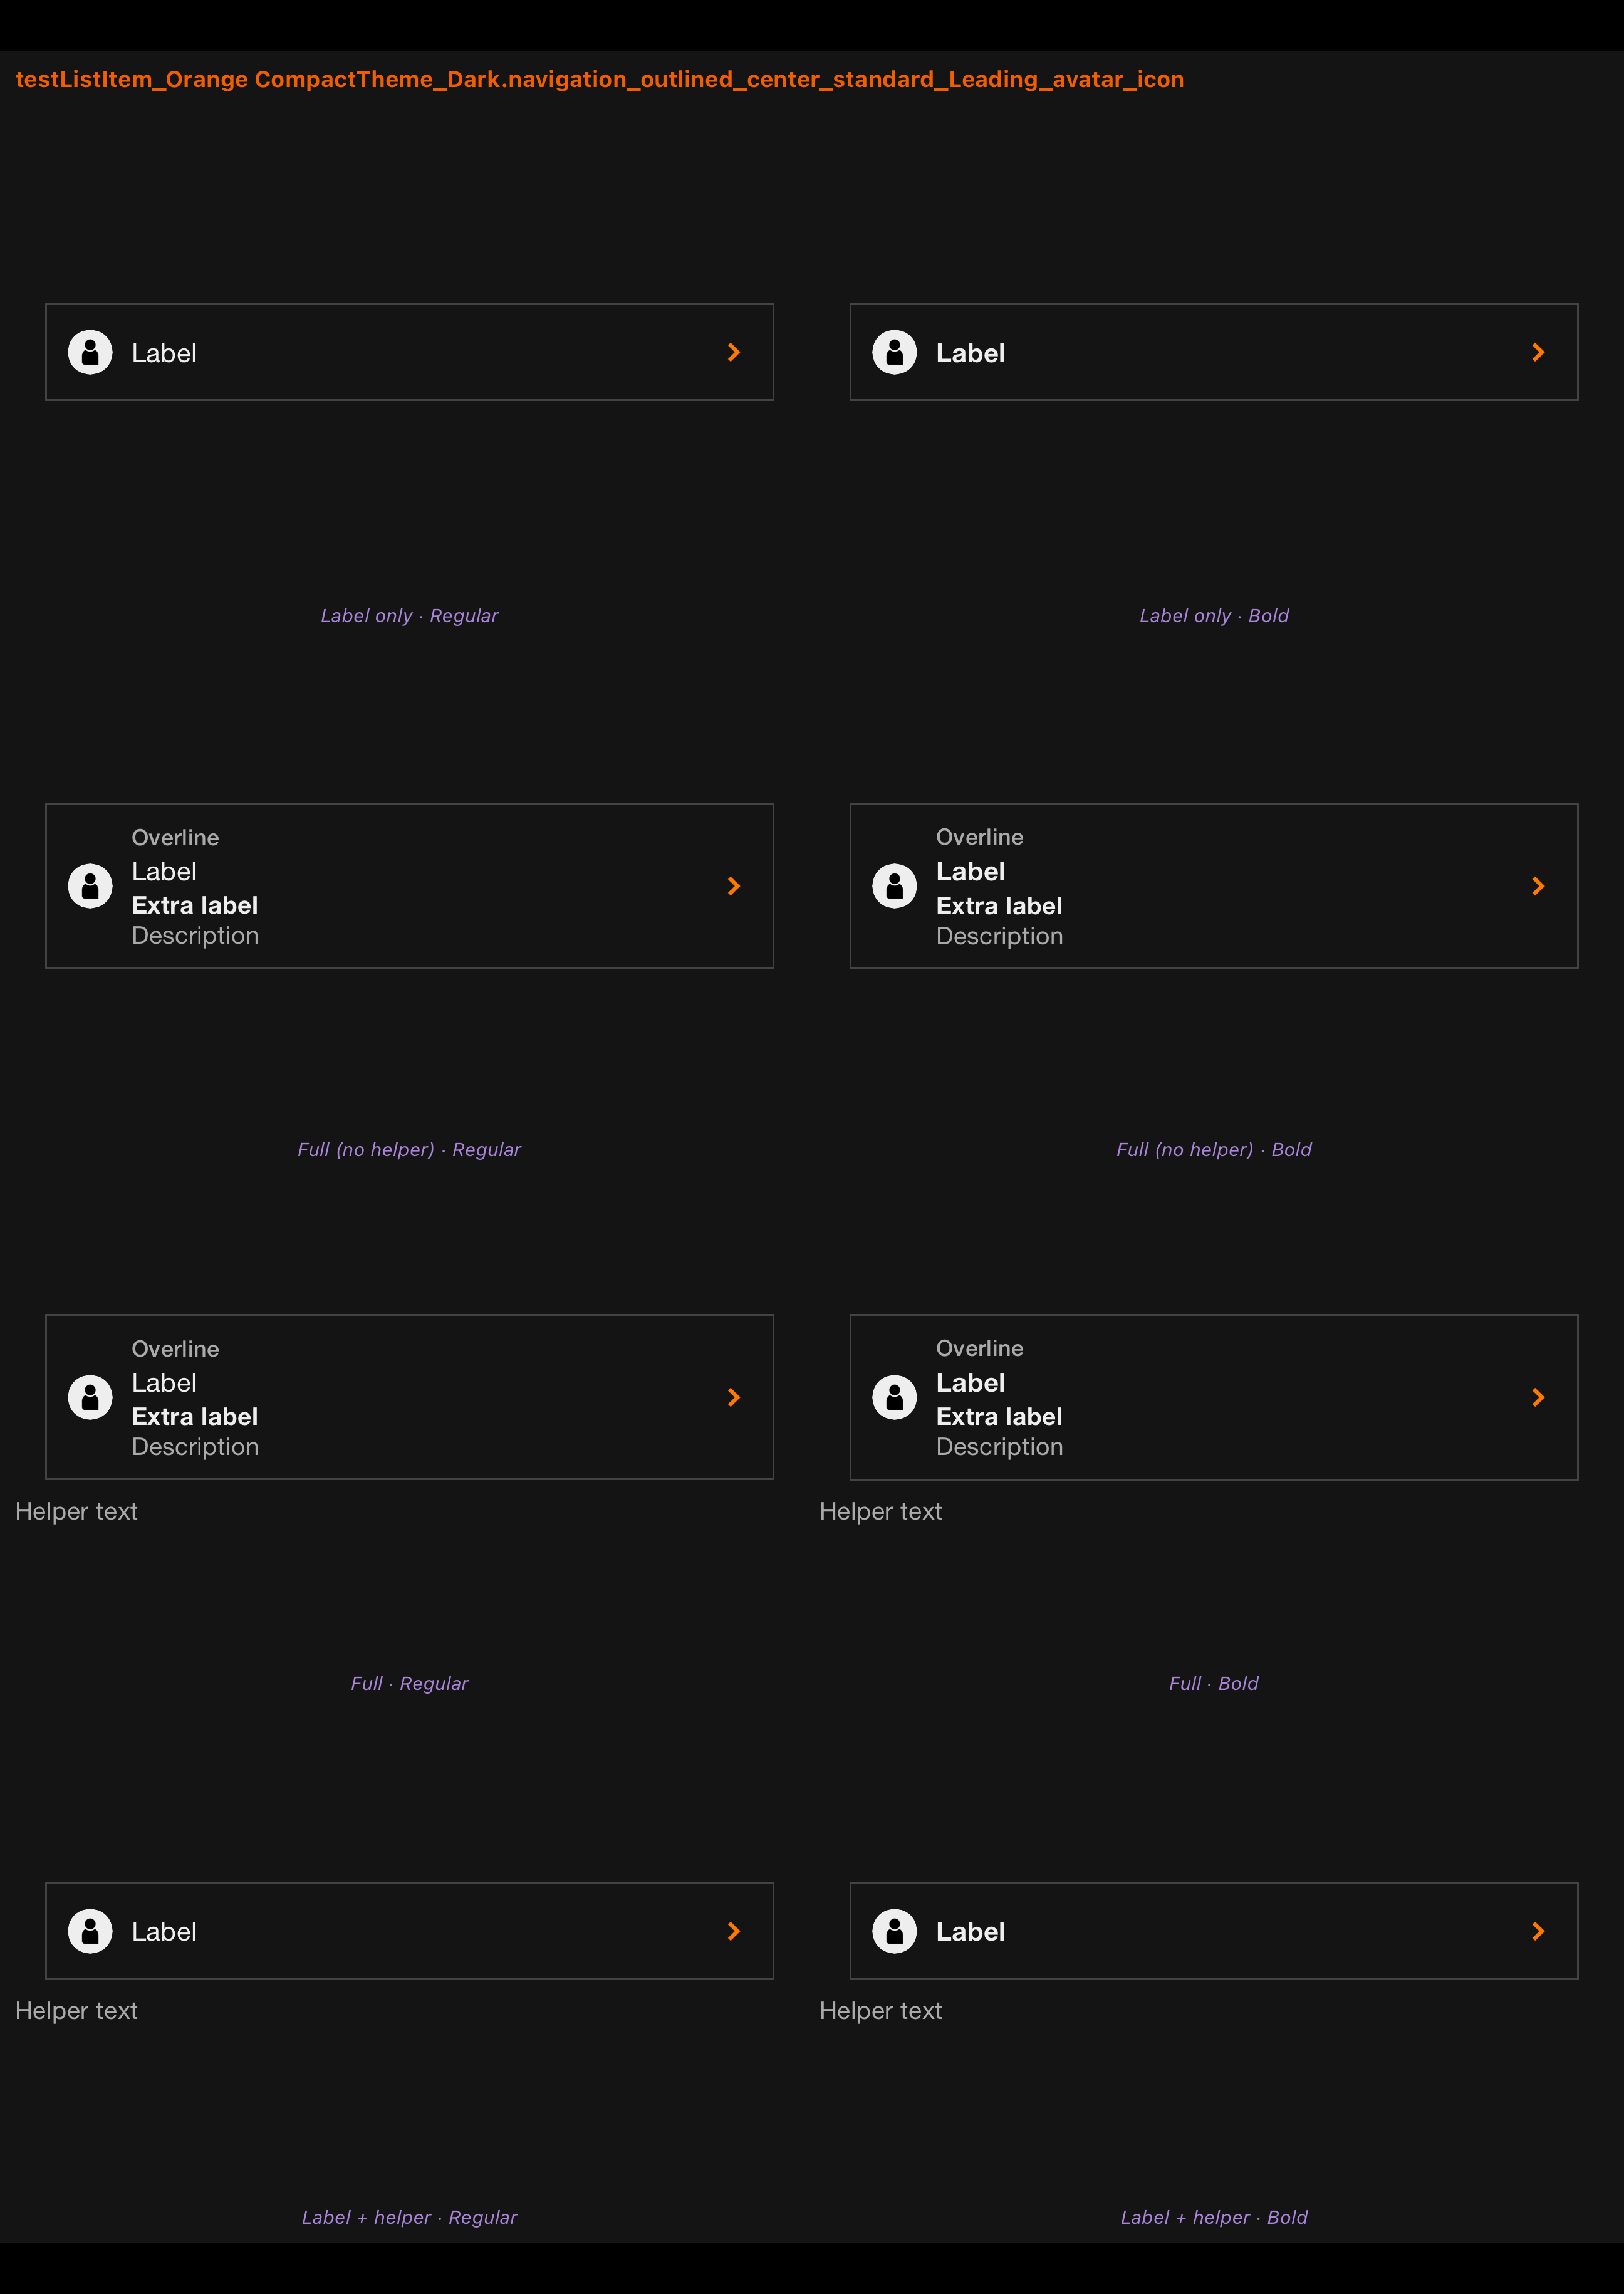 testListItem_Orange CompactTheme_Dark.navigation_outlined_center_standard_Leading_avatar_icon
Label
Label
Label only · Regular
Label only · Bold
Overline
Label
Extra label
Description
Overline
Label
Extra label
Description
Full (no helper) · Regular
Full (no helper) · Bold
Overline
Label
Extra label
Description
Helper text
Overline
Label
Extra label
Description
Helper text
Full · Regular
Full · Bold
Label
Helper text
Label
Helper text
Label + helper · Regular
Label + helper · Bold